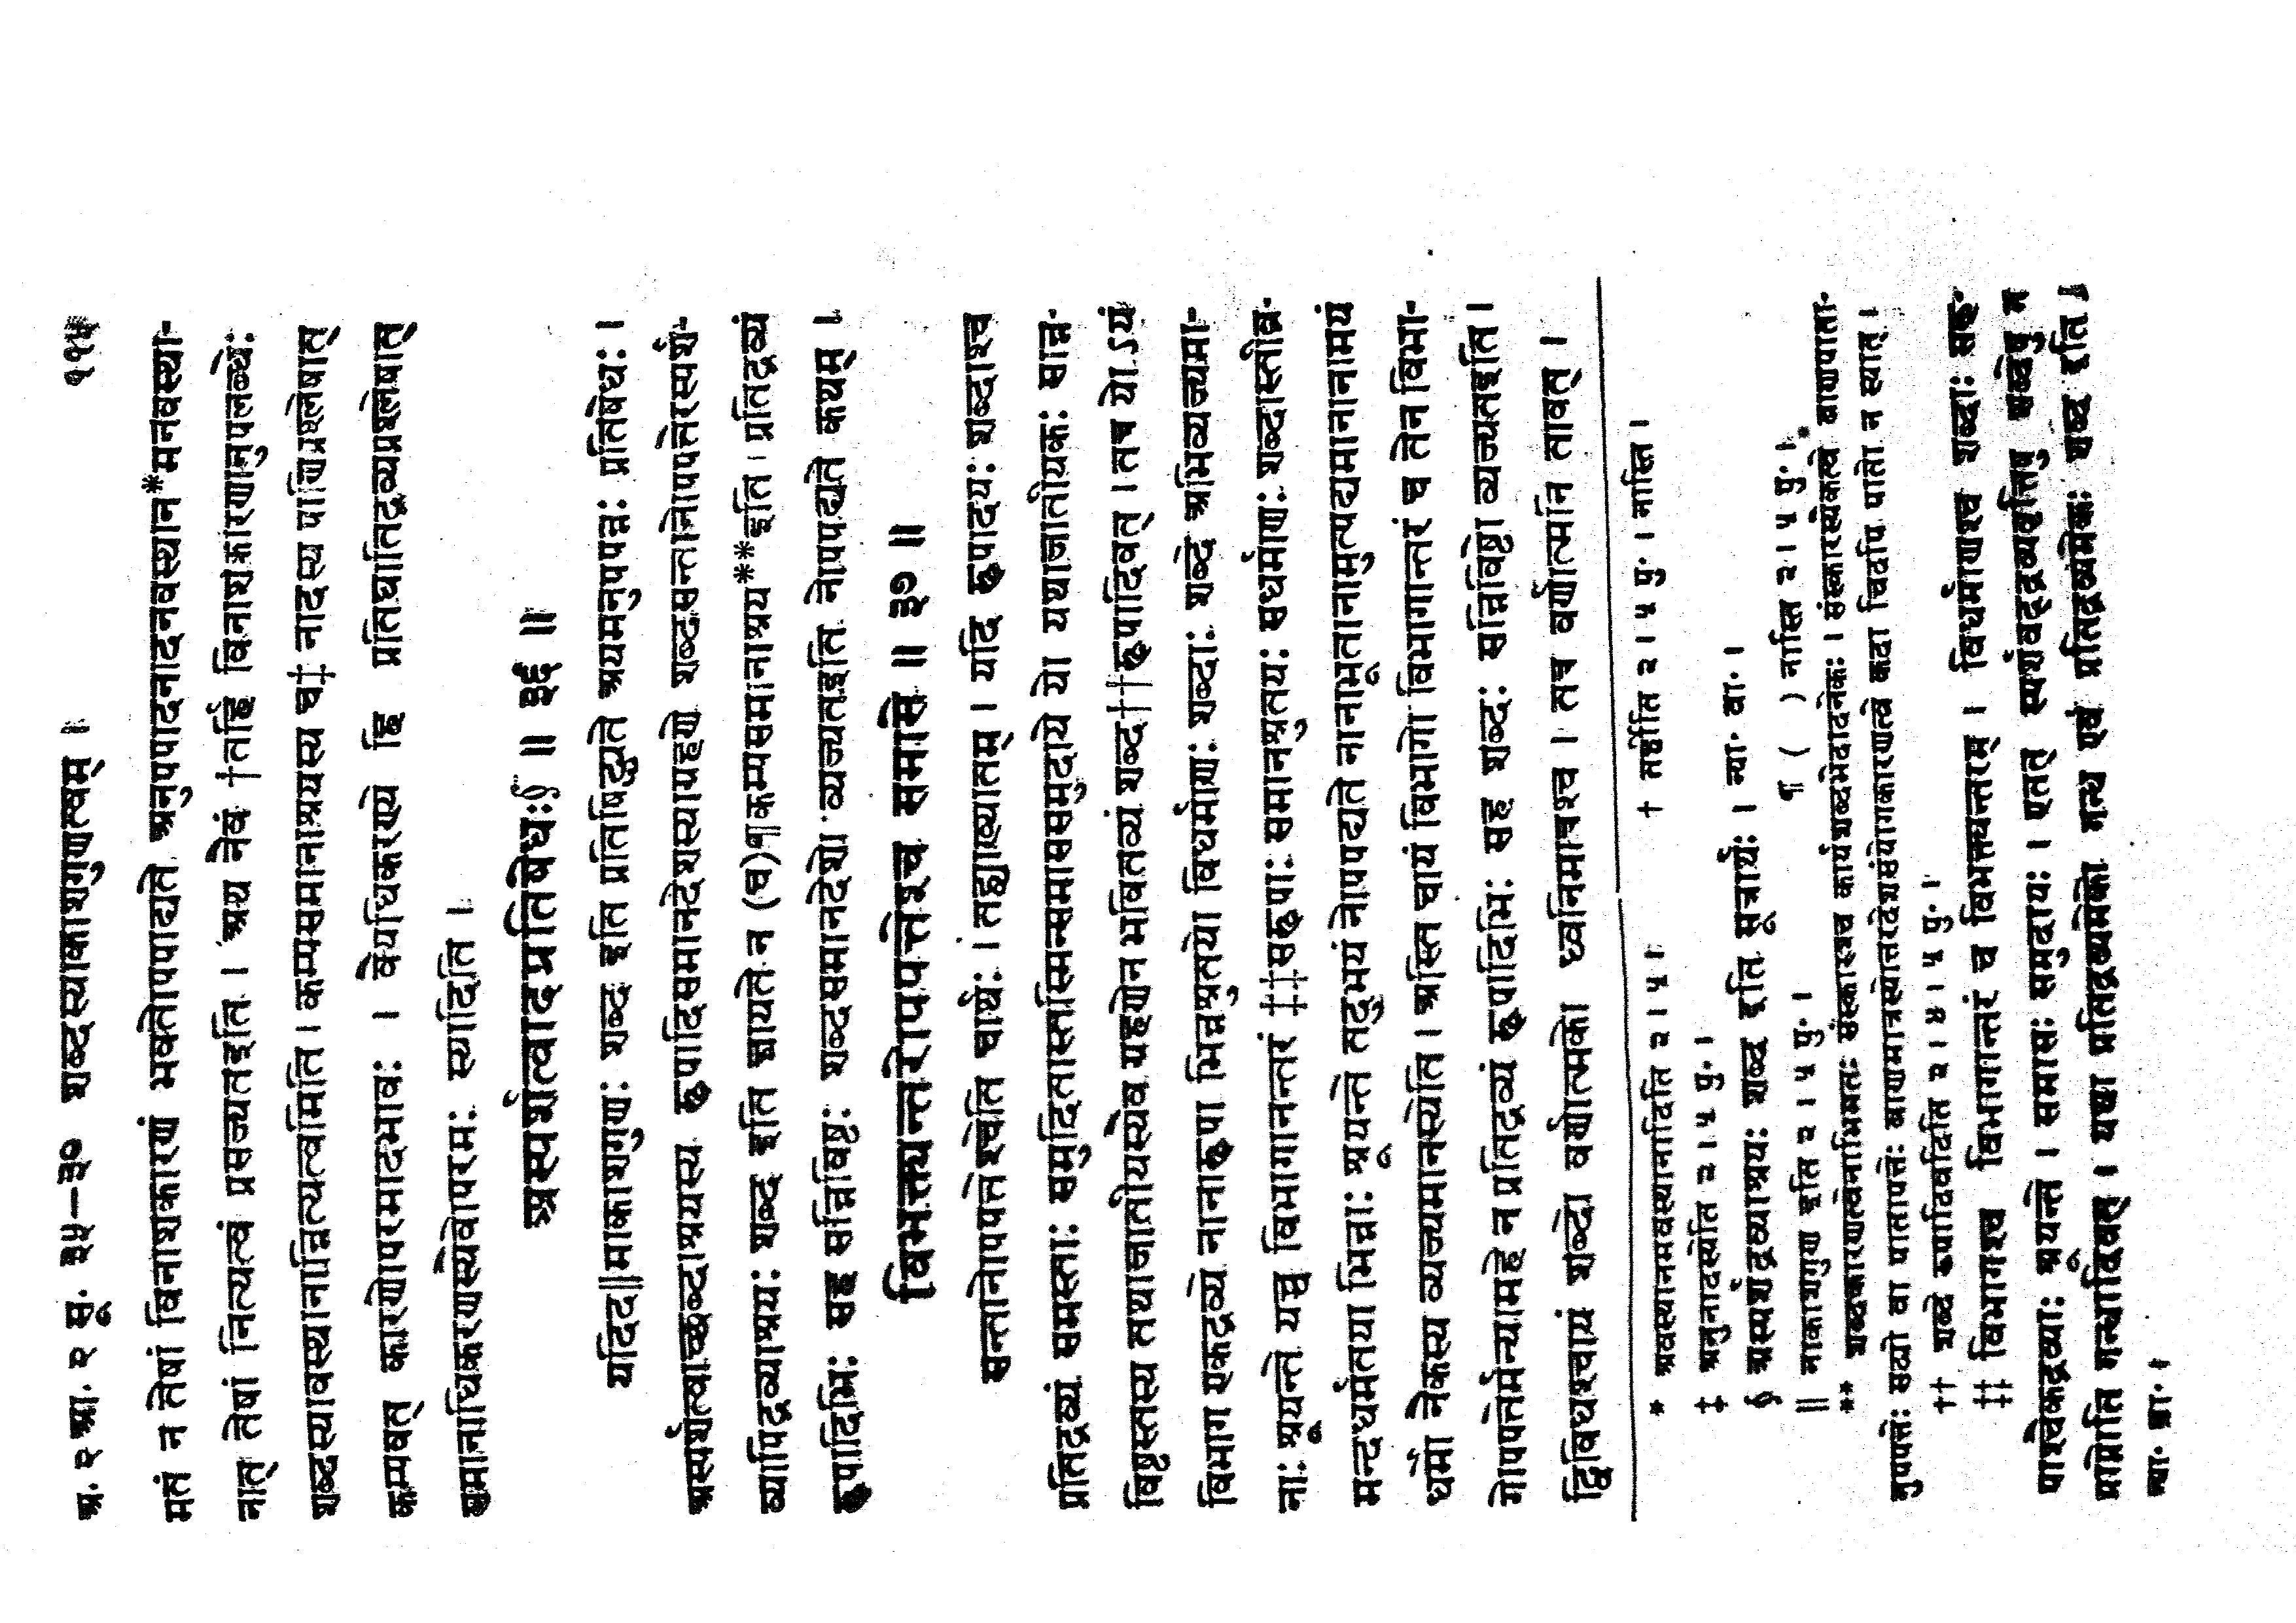 अ. २ आ. २ सू. ३५—३७ शब्दस्याकाशगुणत्वम् । ११५
मतं न तेषां विनाशकारणं भवतोपपाद्यते अनुपपादनादनवस्थान*मनवस्था-
नात् तेषां नित्यत्वं प्रसज्यतइति । अथ नैवं †तर्हि विनाशकारणानुपलब्धेः
शब्दस्यावस्थानान्नित्यत्वमिति । कम्पसमानाश्रयस्य च‡ नादस्य पाणिप्रश्लेषात्
कम्पवत् कारणोपरमादभावः । वैयधिकरण्ये हि प्रतिघातिद्रव्यप्रश्लेषात्
समानाधिकरणस्यैवोपरमः स्यादिति ।
अस्पर्शत्वादप्रतिषेधः§ ॥ ३६ ॥
यदिद||माकाशगुणः शब्द इति प्रतिषिद्ध्यते अयमनुपपन्नः प्रतिषेधः ।
अस्पर्शत्वाच्छब्दाश्रयस्य रूपादिसमानदेशस्याग्रहणे शब्दसन्तानोपपत्तेरस्पर्श-
व्यापिद्रव्याश्रयः शब्द इति ज्ञायते न (च)¶कम्पसमानाश्रय**इति । प्रतिद्रव्यं
रूपादिभिः सह सन्निविष्टः शब्दसमानदेशो व्यज्यतइति नोपपद्यते कथम् ।
विभक्त्यन्तरोपपत्तेश्च समासे ॥ ३७ ॥
सन्तानोपपत्तेश्चेति चार्थः । तद्व्याख्यातम् । यदि रूपादयः शब्दाश्च
प्रतिद्रव्यं समस्ताः समुदितास्तस्मिन्समाससमुदाये यो यथाजातीयकः सन्नि-
विष्टस्तस्य तथाजातीयस्यैव ग्रहणेन भवितव्यं शब्द††रूपादिवत् । तत्र योऽयं
विभाग एकद्रव्ये नानारूपा भिन्नश्रुतयो विधर्माणः शब्दाः शब्दे अभिव्यज्यमा-
नाः श्रूयन्ते यच्च विभागानन्तरं ‡‡सरूपाः समानश्रुतयः सधर्माणः शब्दास्तीव्र-
मन्दधर्मतया भिन्नाः श्रूयन्ते तदुभयं नोपपद्यते नानाभूतानामुत्पद्यमानानामयं
धर्मो नैकस्य व्यज्यमानस्येति । अस्ति चायं विभागो विभागान्तरं च तेन विभा-
गोपपत्तेर्मन्यामहे न प्रतिद्रव्यं रूपादिभिः सह शब्दः सन्निविष्टो व्यज्यतइति ।
द्विविधश्चायं शब्दो वर्णात्मको ध्वनिमात्रश्च । तत्र वर्णात्मनि तावत् ।
* अवस्थानमवस्थानादिति २ । ५ । † तर्हीति २ । ५ पु. । नास्ति ।
‡ अनुनादस्येति २ । ५ पु. ।
§ अस्पर्शद्रव्याश्रयः शब्द इति सूत्रार्थः । न्या. वा. ।
|| नाकाशगुण इति २ । ५ पु. । ¶ ( ) नास्ति २ । ५ पु. ।
** शब्दकारणत्वेनाभिमतः संस्कारश्च कार्यशब्दभेदादनेकः । संस्कारस्यैकत्वे बाणपाता-
नुपपत्तेः सद्यो वा पातापत्तेः बाणमात्रस्योत्तरदेशसंयोगकारणत्वे कदा चिदपि पातो न स्यात् ।
†† शब्दे रूपादिवदिति २ । ४ । ५ पु. ।
‡‡ विभागश्च विभागान्तरं च विभक्त्यन्तरम् । विधर्माणश्च शब्दाः सरू-
पाश्चैकद्रव्याः श्रूयन्ते । समासः समुदायः । एतत् स्पर्शवद्द्रव्यवृत्तिषु शब्देषु न
प्राप्नोति गन्धादिवत् । यथा प्रतिद्रव्यमेको गन्ध एवं प्रतिद्रव्यमेकः शब्द इति ।
न्या. वा. ।